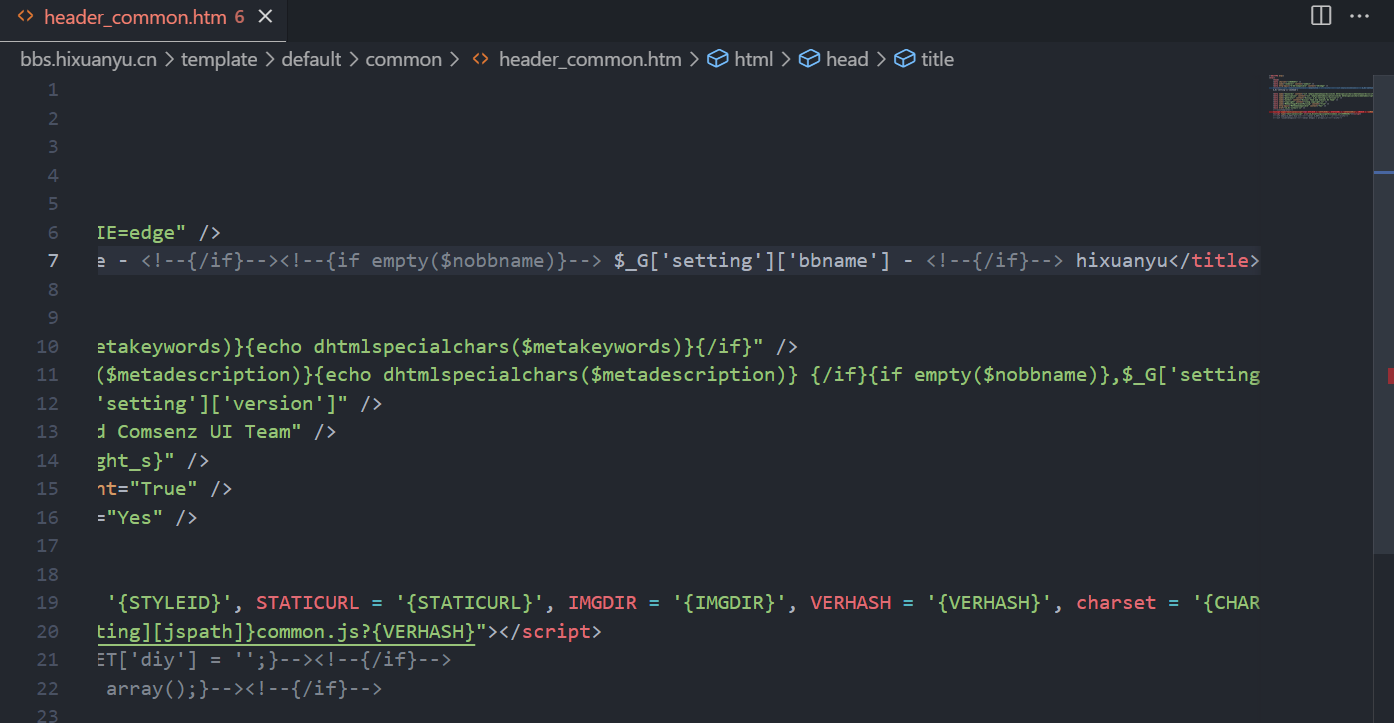 header_common.htm 6
bbs.hixuanyu.cn > template > default > common > header_common.htm > html > head > title
1
2
3
4
5
6 IE=edge" />
7 e - <!--{/if}--><!--{if empty($nobbname)}--> $_G['setting']['bbname'] - <!--{/if}--> hixuanyu</title>
8
9
10 etakeywords)}{echo dhtmlspecialchars($metakeywords)}{/if}" />
11 ($metadescription)}{echo dhtmlspecialchars($metadescription)} {/if}{if empty($nobbname)},$_G['setting
12 'setting']['version']" />
13 d Comsenz UI Team" />
14 ght_s}" />
15 nt="True" />
16 ="Yes" />
17
18
19 '{STYLEID}', STATICURL = '{STATICURL}', IMGDIR = '{IMGDIR}', VERHASH = '{VERHASH}', charset = '{CHAR
20 ting][jspath]}common.js?{VERHASH}"></script>
21 ET['diy'] = '';}--><!--{/if}-->
22 array();}--><!--{/if}-->
23